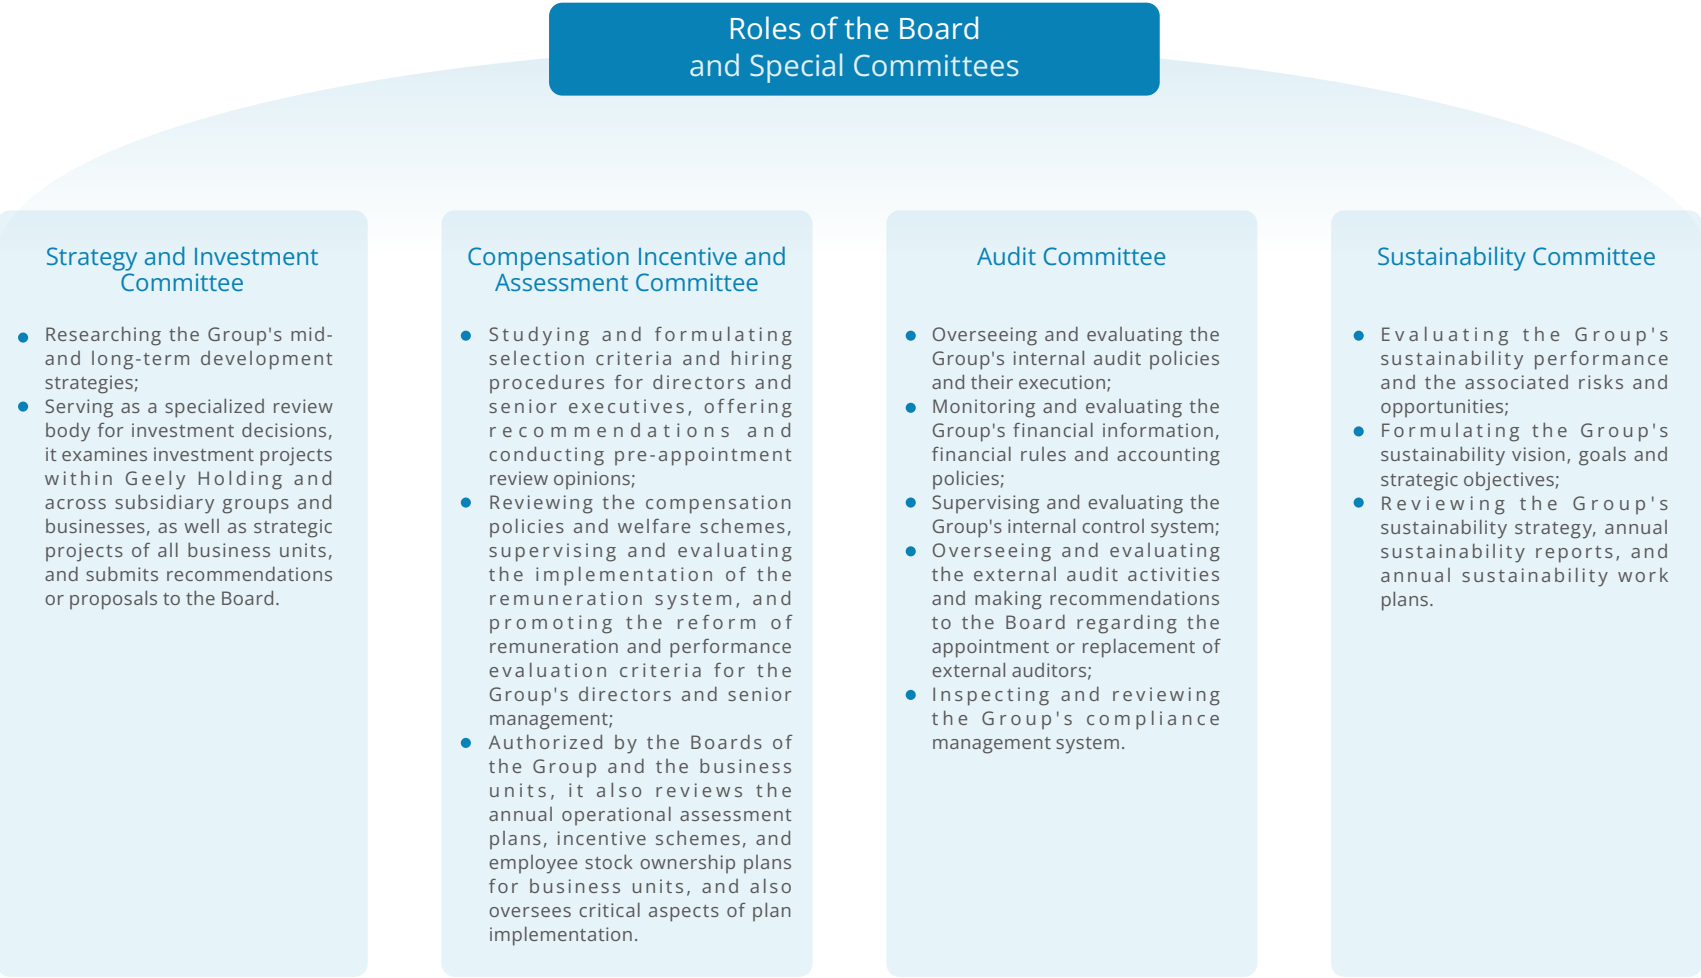 Roles of the Board
and Special Committees
Strategy and Investment
Committee
Researching the Group's mid-
and long-term development
strategies;
Serving as a specialized review
body for investment decisions,
it examines investment projects
within Geely Holding and
across subsidiary groups and
businesses, as well as strategic
projects of all business units,
and submits recommendations
or proposals to the Board.
Compensation Incentive and
Assessment Committee
Studying and formulating
selection criteria and hiring
procedures for directors and
senior executives, offering
recommendations and
conducting pre-appointment
review opinions;
Reviewing the compensation
policies and welfare schemes,
supervising and evaluating
the implementation of the
remuneration system, and
promoting the reform of
remuneration and performance
evaluation criteria for the
Group's directors and senior
management;
Authorized by the Boards of
the Group and the business
units, it also reviews the
annual operational assessment
plans, incentive schemes, and
employee stock ownership plans
for business units, and also
oversees critical aspects of plan
implementation.
Audit Committee
Overseeing and evaluating the
Group's internal audit policies
and their execution;
Monitoring and evaluating the
Group's financial information,
financial rules and accounting
policies;
Supervising and evaluating the
Group's internal control system;
Overseeing and evaluating
the external audit activities
and making recommendations
to the Board regarding the
appointment or replacement of
external auditors;
Inspecting and reviewing
the Group's compliance
management system.
Sustainability Committee
Evaluating the Group's
sustainability performance
and the associated risks and
opportunities;
Formulating the Group's
sustainability vision, goals and
strategic objectives;
Reviewing the Group's
sustainability strategy, annual
sustainability reports, and
annual sustainability work
plans.